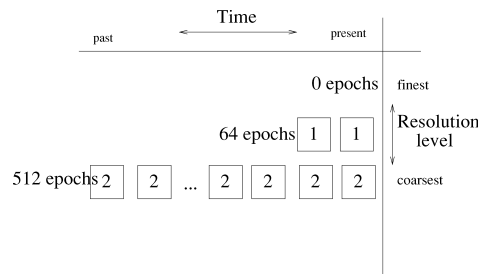 Time
past
present
0 epochs
finest
64 epochs 1 1
Resolution
level
512 epochs 2 2 ... 2 2 2 2
coarsest